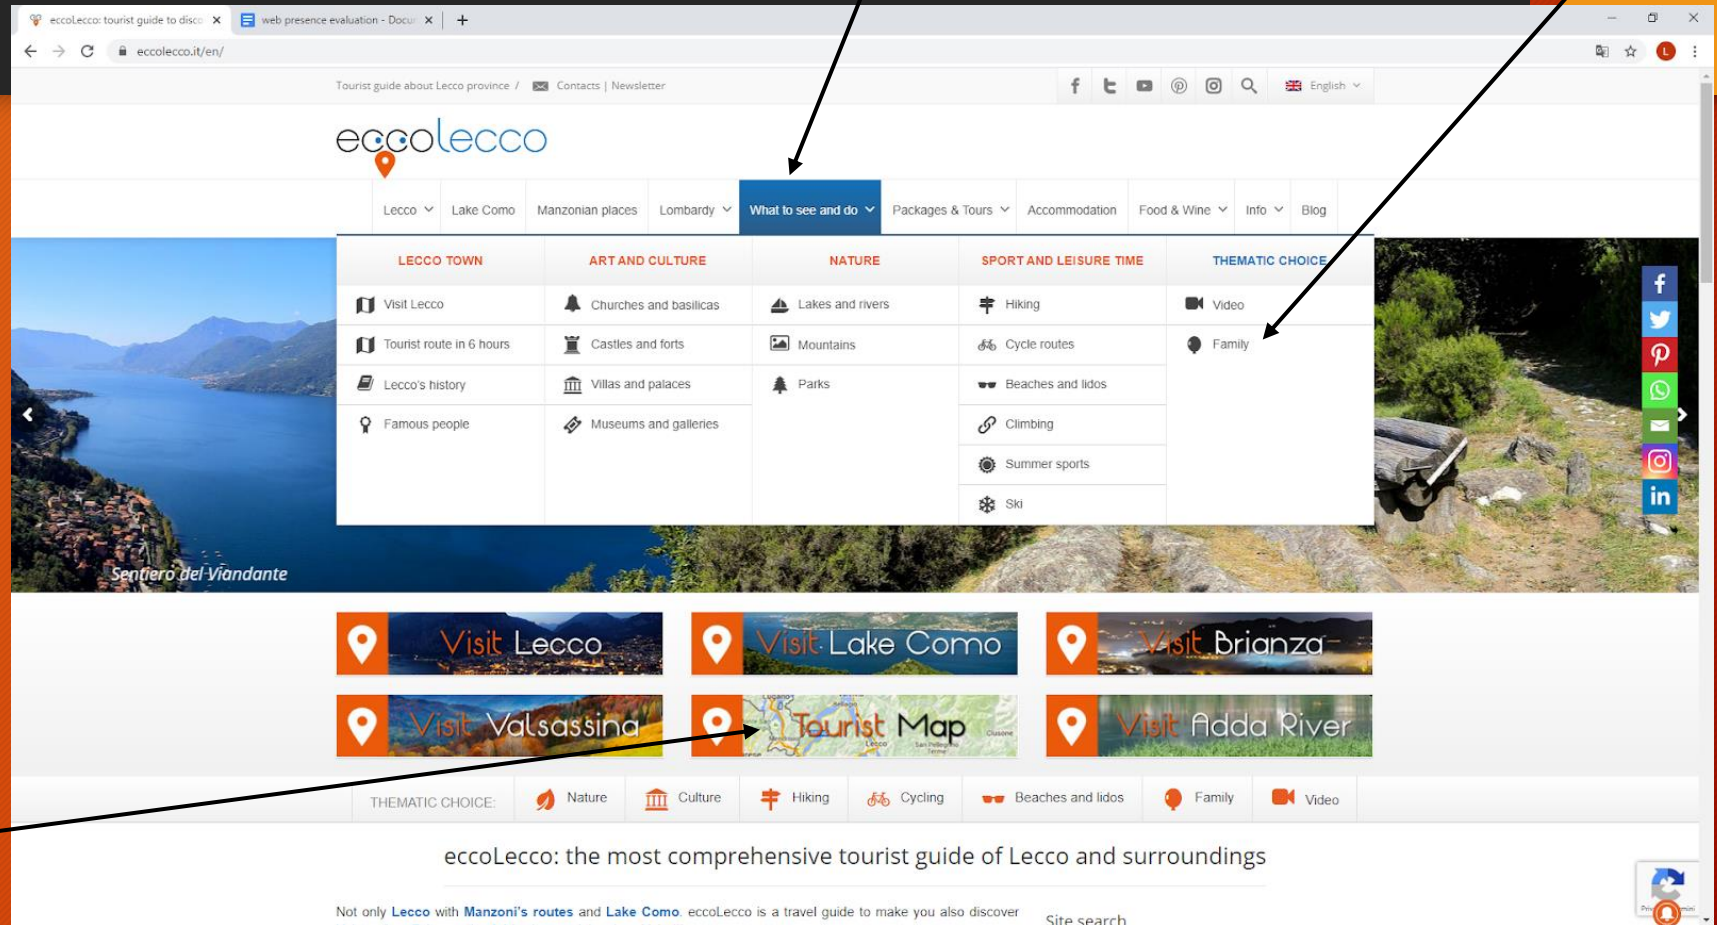 eccoLecco: tourist guide to disco
web presence evaluation - Docu
eccolecco.it/en/
L
Tourist guide about Lecco province /
Contacts | Newsletter
English
eccolecco
Lecco
Lake Como
Manzonian places
Lombardy
What to see and do
Packages & Tours
Accommodation
Food & Wine
Info
Blog
LECCO TOWN
Visit Lecco
Tourist route in 6 hours
Lecco's history
Famous people
ART AND CULTURE
Churches and basilicas
Castles and forts
Villas and palaces
Museums and galleries
NATURE
Lakes and rivers
Mountains
Parks
SPORT AND LEISURE TIME
Hiking
Cycle routes
Beaches and lidos
Climbing
Summer sports
Ski
THEMATIC CHOICE
Video
Family
Sentiero del Viandante
Visit Lecco
Visit Lake Como
Visit Brianza
Visit Valsassina
Tourist Map
Visit Adda River
THEMATIC CHOICE:
Nature
Culture
Hiking
Cycling
Beaches and lidos
Family
Video
eccoLecco: the most comprehensive tourist guide of Lecco and surroundings
Not only Lecco with Manzoni's routes and Lake Como. eccoLecco is a travel guide to make you also discover
Site search